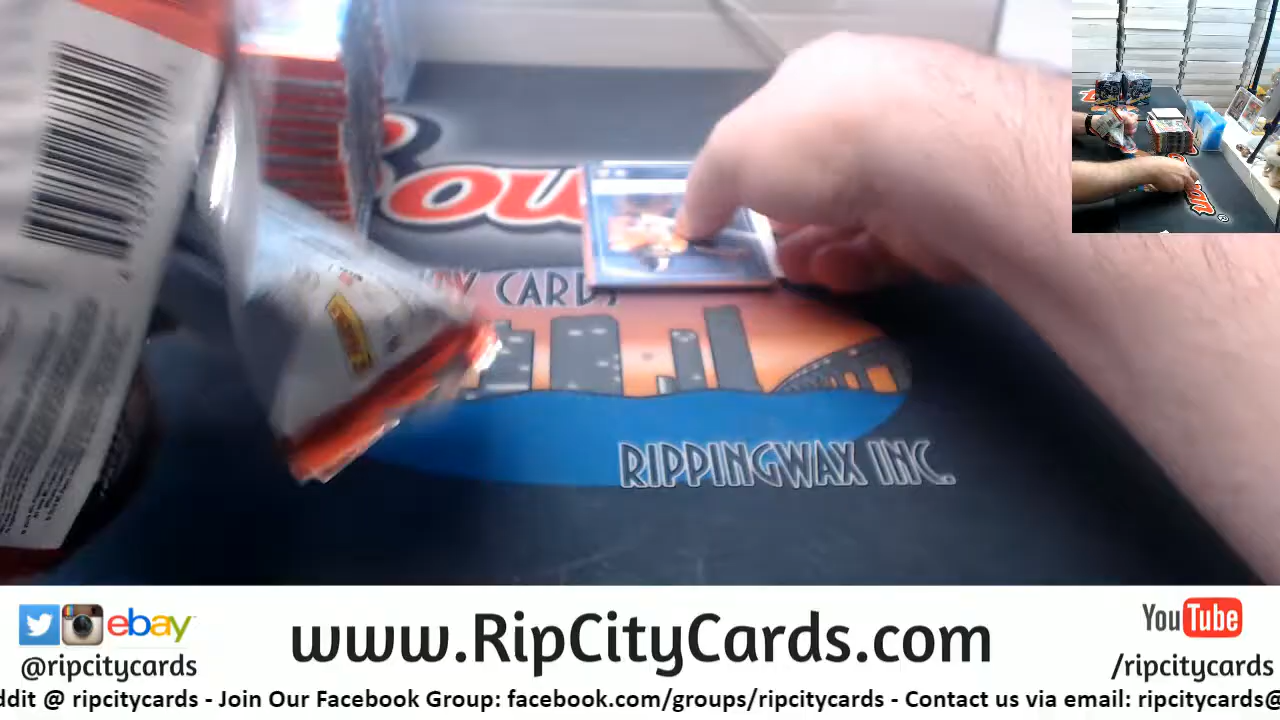 CARDS
RIPPINGWAX INC.
ebay
@ripcitycards
www.RipCityCards.com
YouTube
/ripcitycards
ddit @ ripcitycards - Join Our Facebook Group: facebook.com/groups/ripcitycards - Contact us via email: ripcitycards@